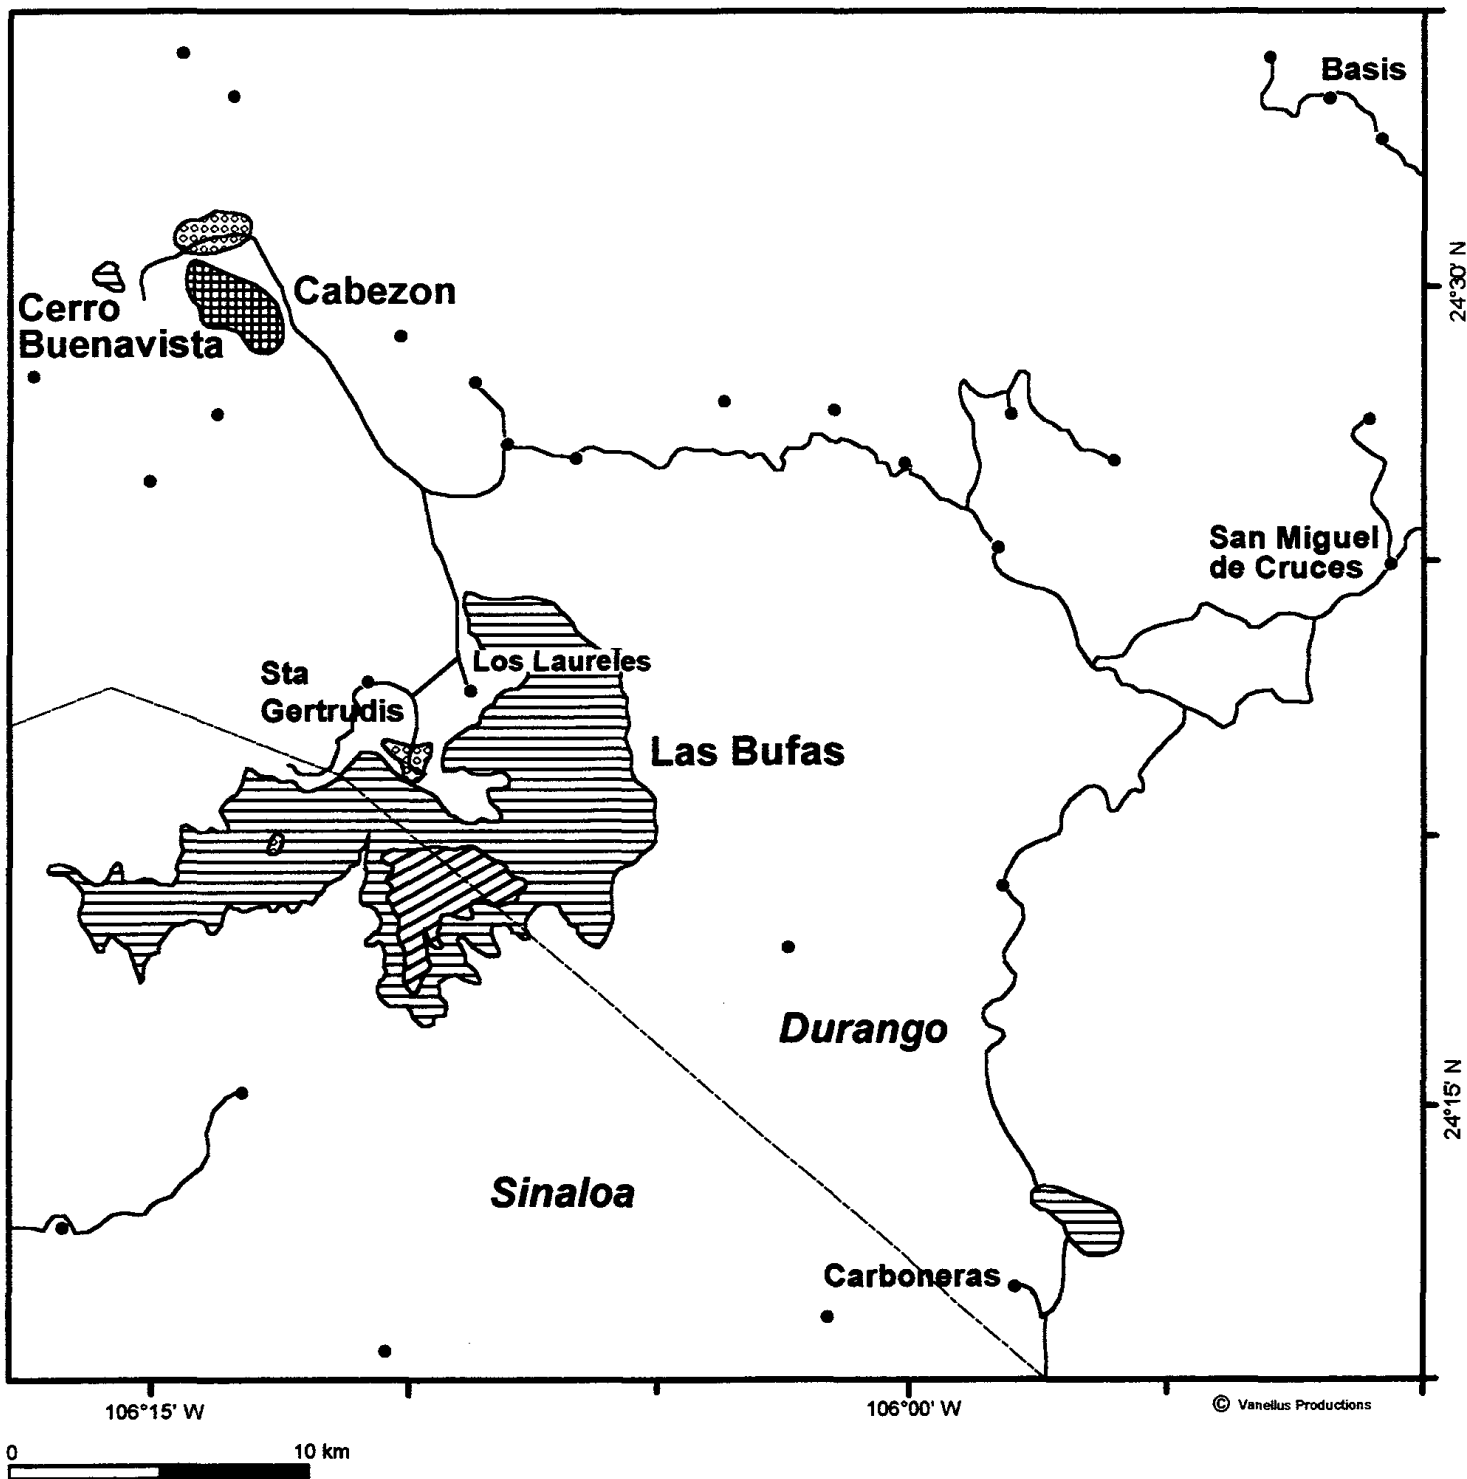 Basis
24°30' N
Cabezon
Cerro
Buenavista
San Miguel
de Cruces
Los Laureles
Sta
Gertrudis
Las Bufas
Durango
24°15' N
Sinaloa
Carboneras
106°15' W
106°00' W
© Vanellus Productions
0
10 km